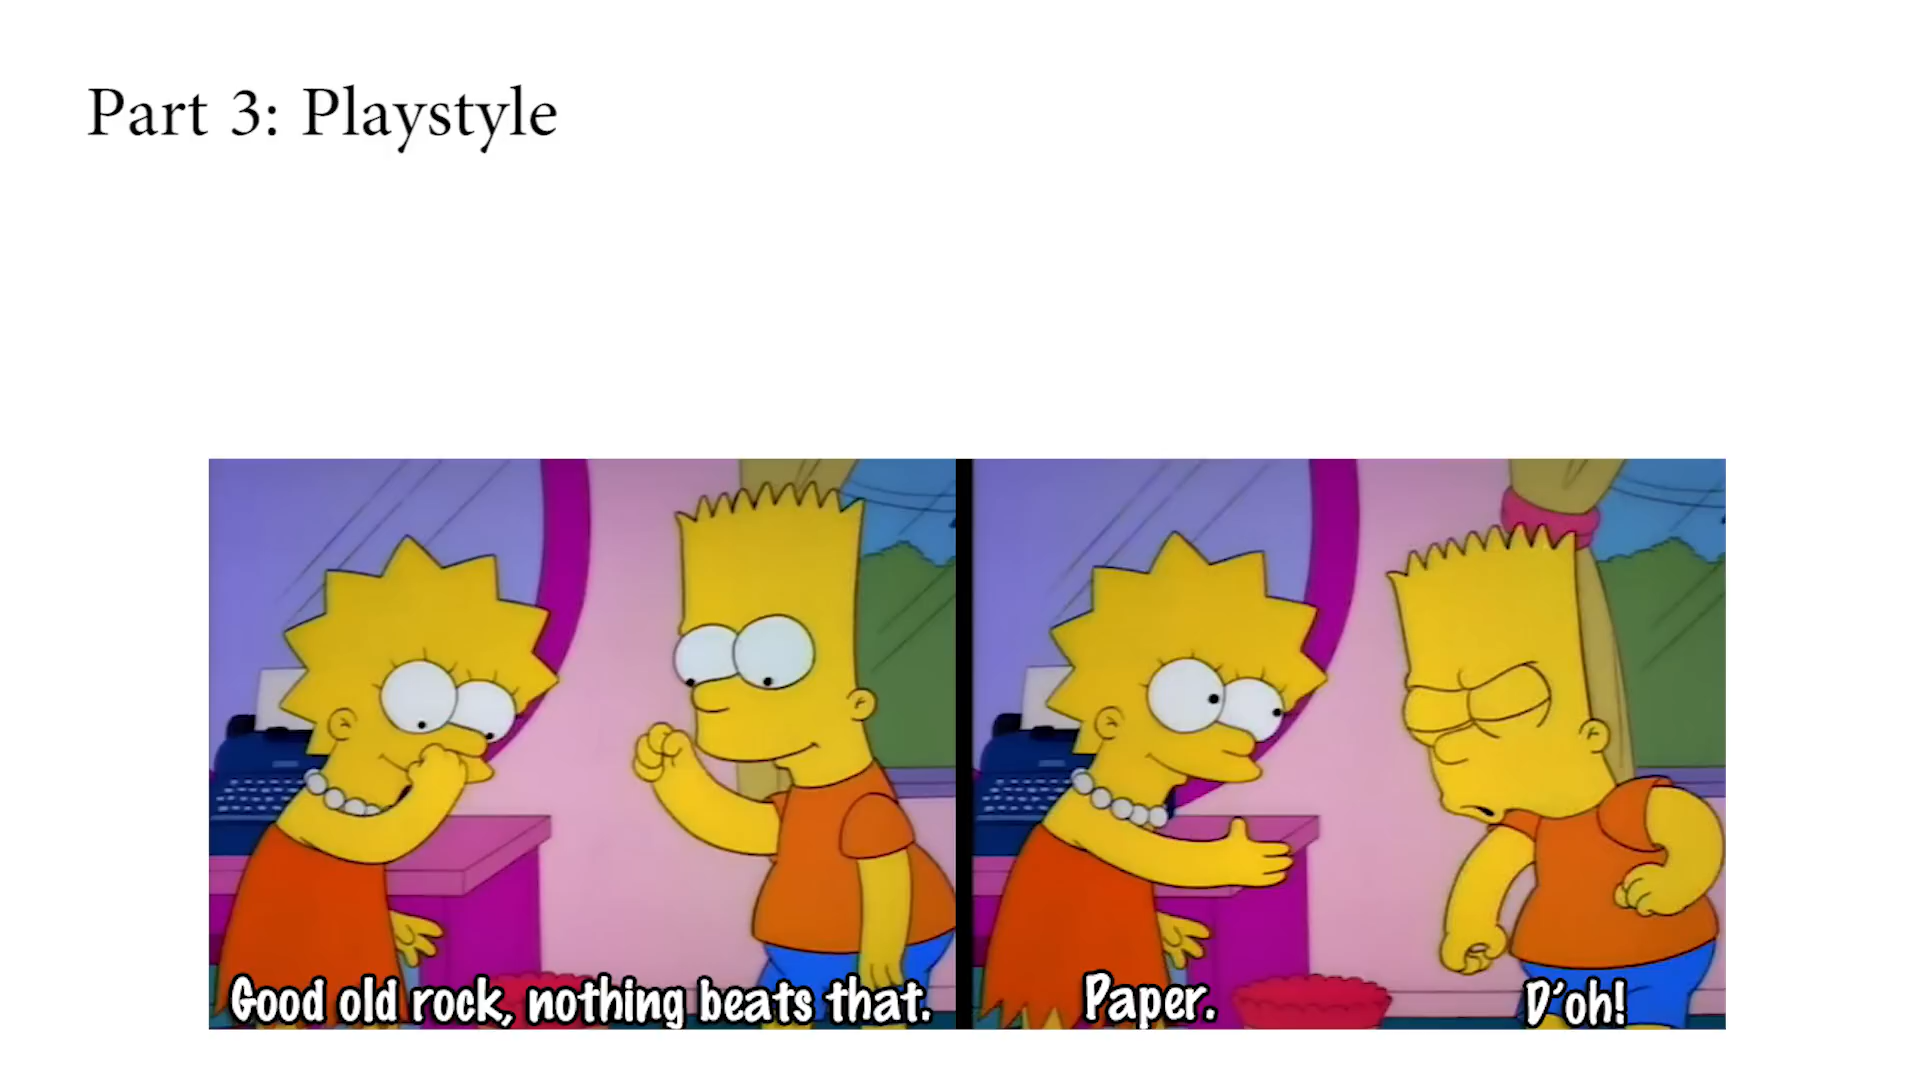 Part 3: Playstyle
Good old rock, nothing beats that.
Paper.
D'oh!